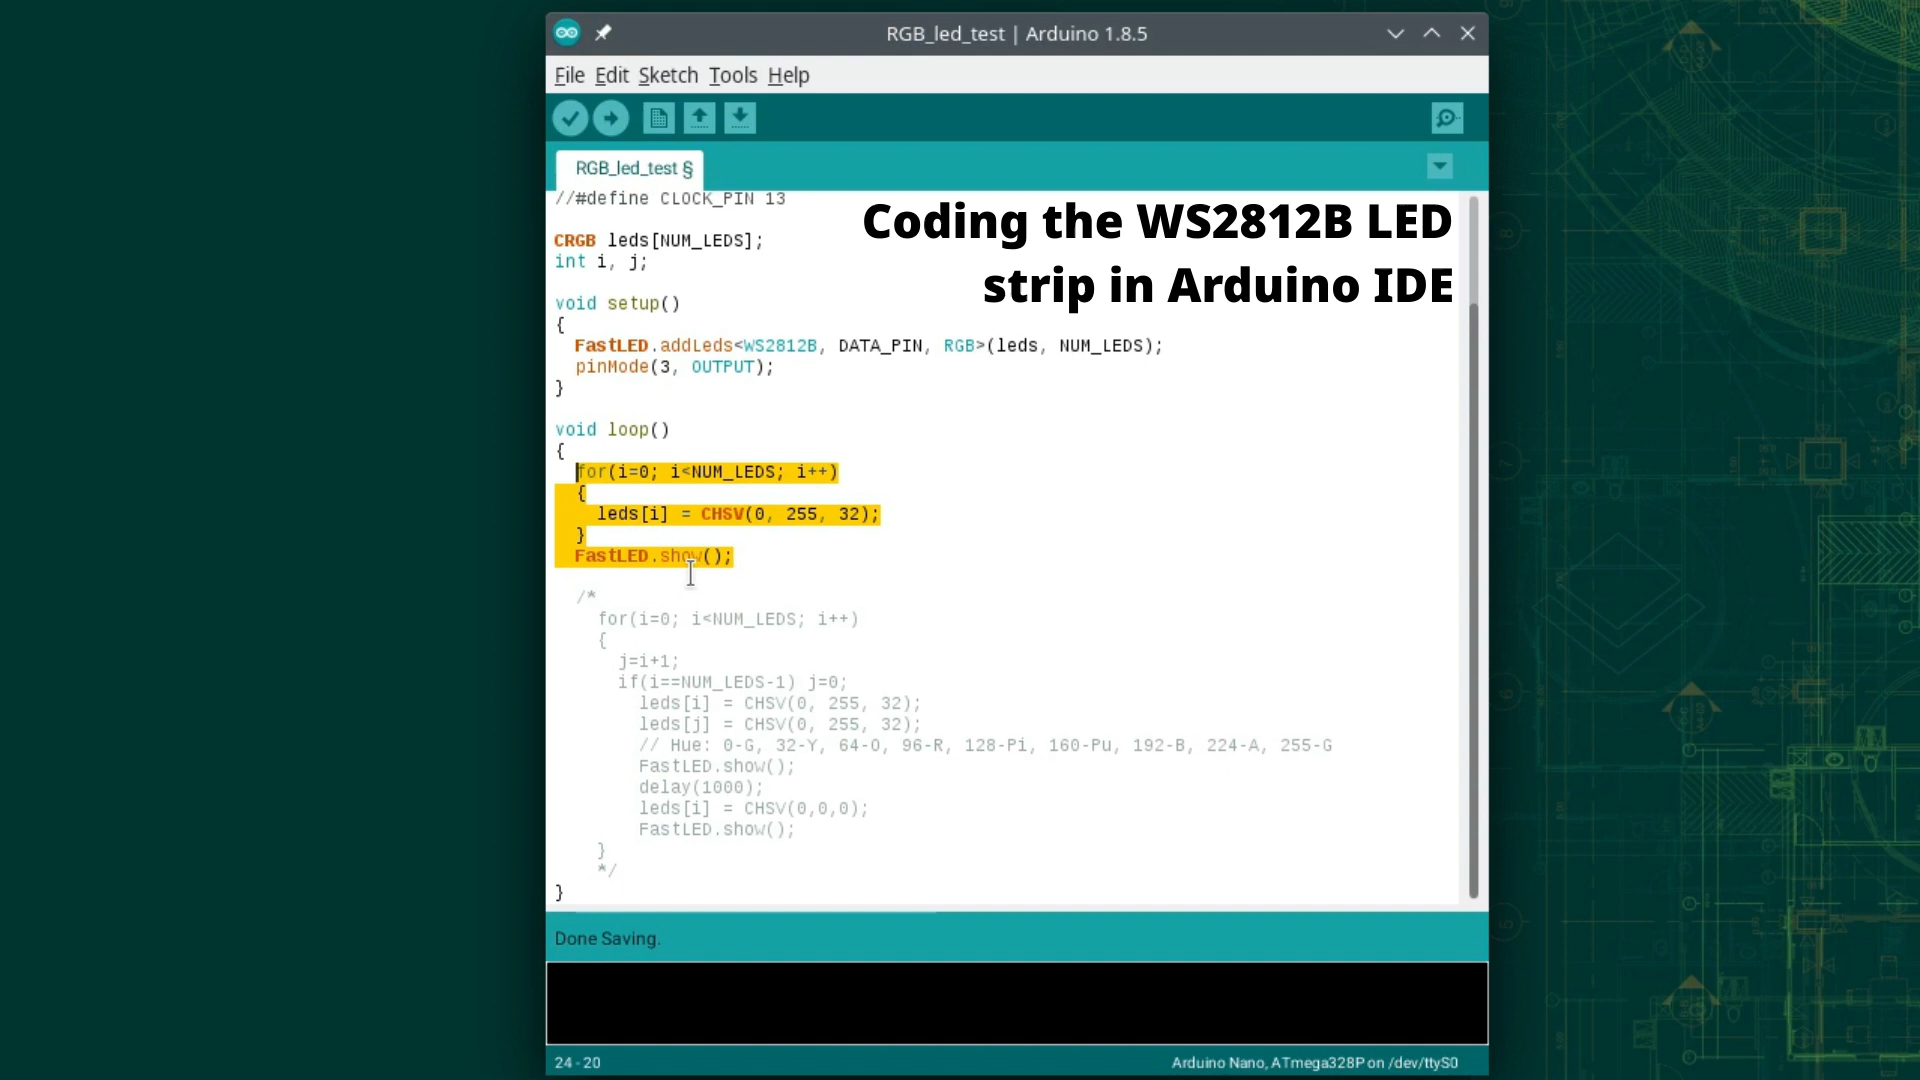 RGB_led_test | Arduino 1.8.5
File Edit Sketch Tools Help
RGB_led_test §
//#define CLOCK_PIN 13
Coding the WS2812B LED
strip in Arduino IDE
CRGB leds[NUM_LEDS];
int i, j;
void setup()
{
FastLED.addLeds<WS2812B, DATA_PIN, RGB>(leds, NUM_LEDS);
pinMode(3, OUTPUT);
}
void loop()
{
for(i=0; i<NUM_LEDS; i++)
{
leds[i] = CHSV(0, 255, 32);
}
FastLED.show();
/*
for(i=0; i<NUM_LEDS; i++)
{
j=i+1;
if(i==NUM_LEDS-1) j=0;
leds[i] = CHSV(0, 255, 32);
leds[j] = CHSV(0, 255, 32);
// Hue: 0-G, 32-Y, 64-O, 96-R, 128-Pi, 160-Pu, 192-B, 224-A, 255-G
FastLED.show();
delay(1000);
leds[i] = CHSV(0,0,0);
FastLED.show();
}
*/
}
Done Saving.
24 - 20
Arduino Nano, ATmega328P on /dev/ttyS0